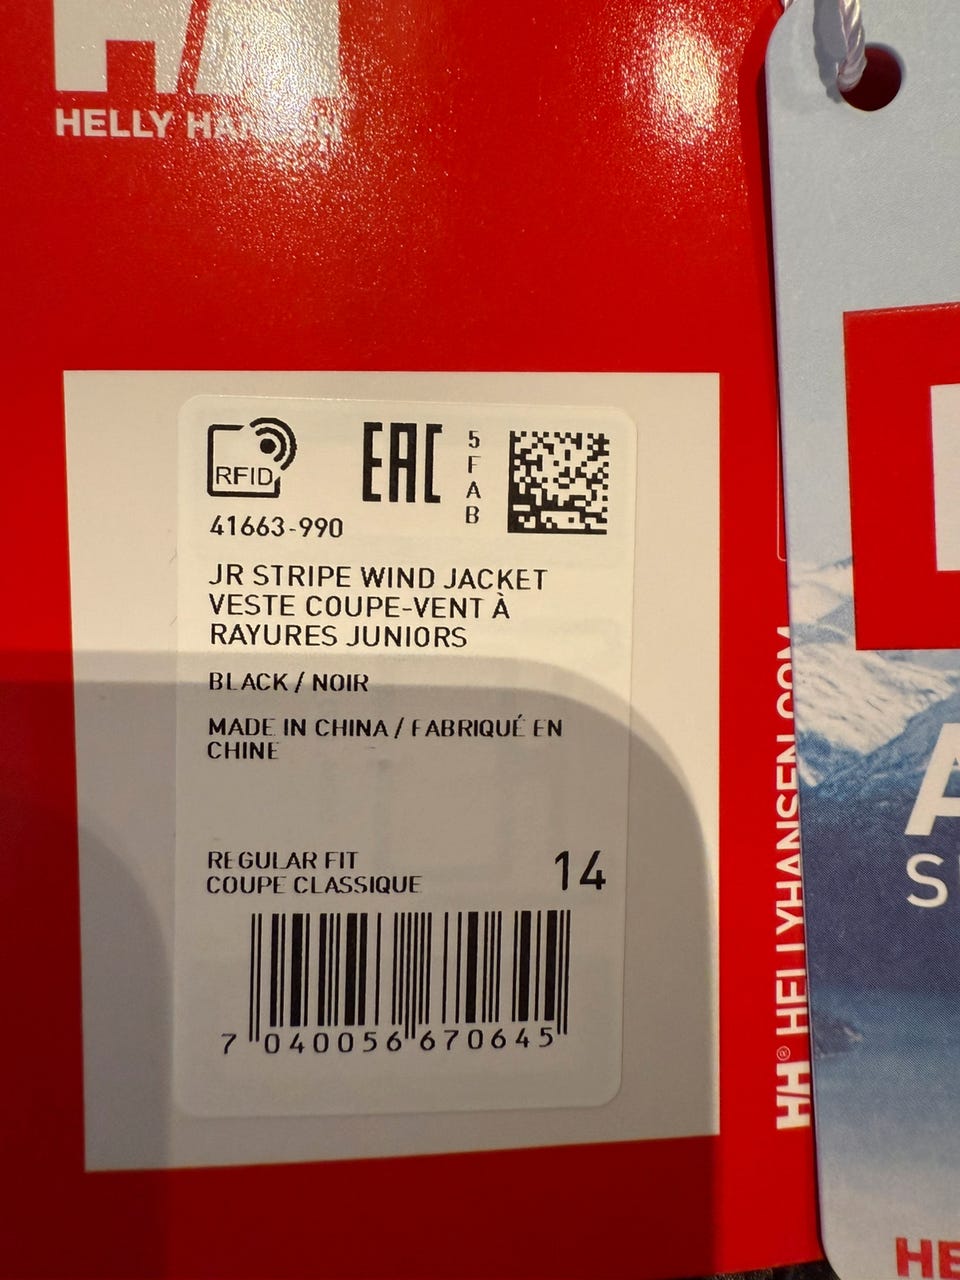 HELLY HANSEN
RFID
EAC
5
F
A
B
41663-990
JR STRIPE WIND JACKET
VESTE COUPE-VENT À
RAYURES JUNIORS
BLACK / NOIR
MADE IN CHINA / FABRIQUÉ EN
CHINE
REGULAR FIT
COUPE CLASSIQUE
14
7 040056 670645
HH® HELLYHANSEN.COM